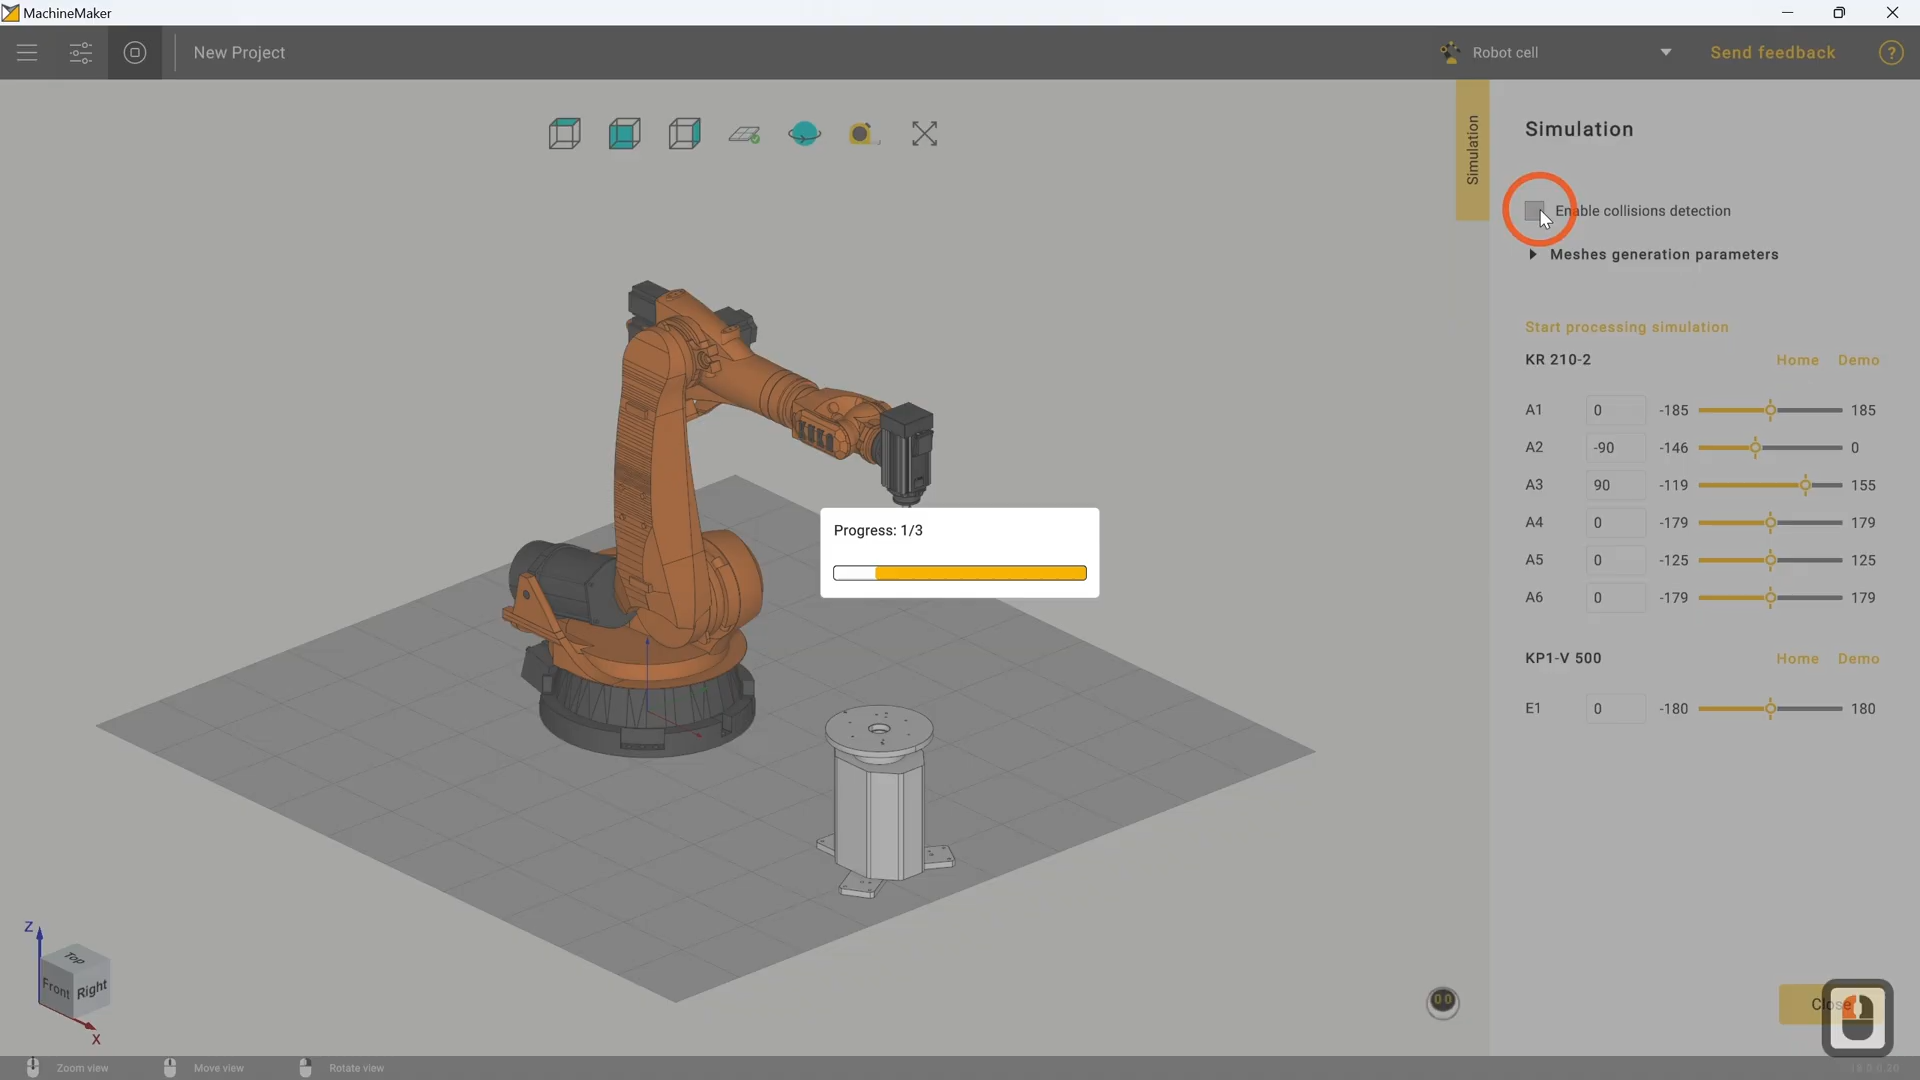 MachineMaker
New Project
Robot cell
Send feedback
?
Simulation
Simulation
Enable collisions detection
Meshes generation parameters
Start processing simulation
KR 210-2 Home Demo
A1 0 -185 185
A2 -90 -146 0
A3 90 -119 155
A4 0 -179 179
A5 0 -125 125
A6 0 -179 179
Progress: 1/3
KP1-V 500 Home Demo
E1 0 -180 180
Z
Top
Front
Right
X
Close
Zoom view
Move view
Rotate view